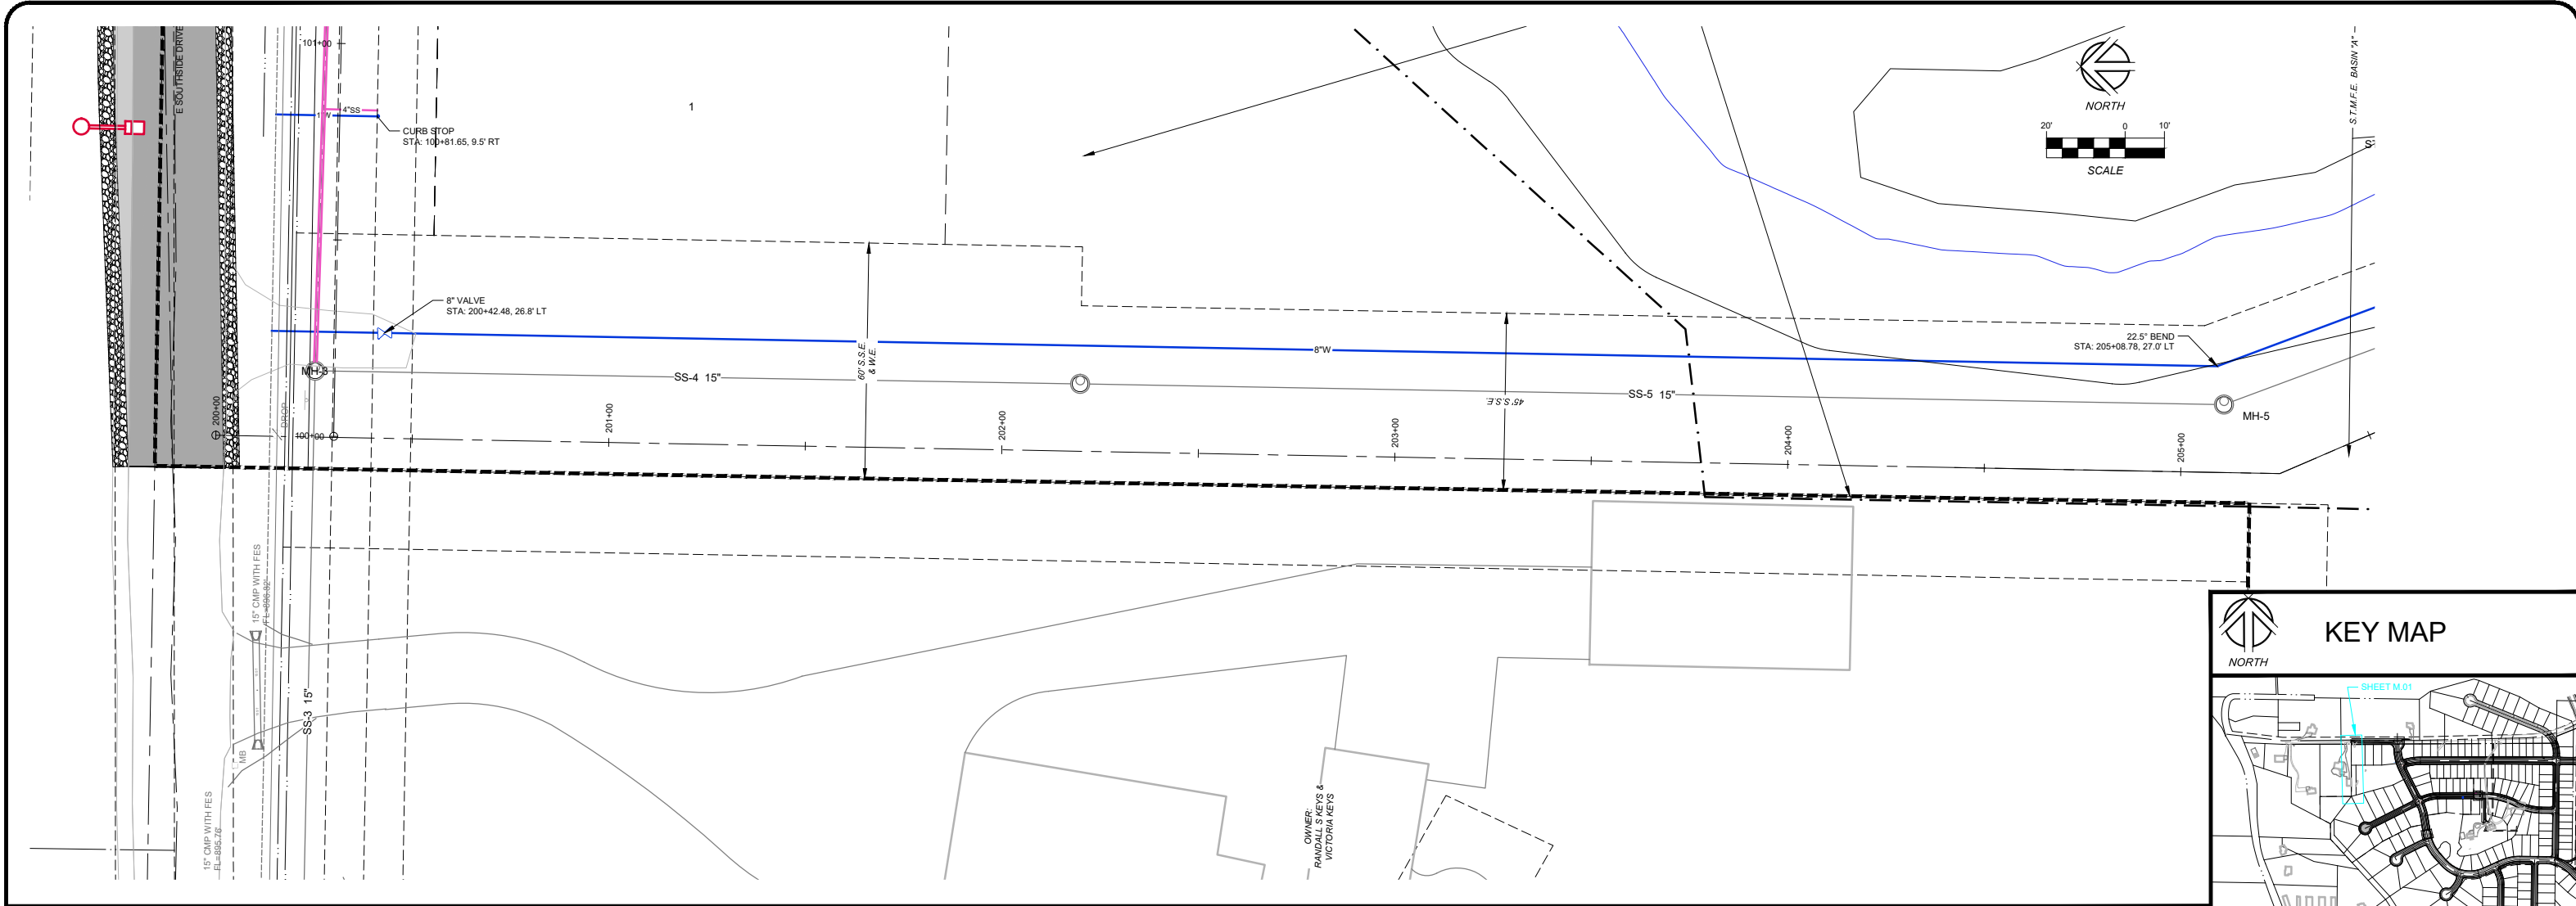 E SOUTHSIDE DRIVE
101+00
4"SS
1"W
CURB STOP
STA: 100+81.65, 9.5' RT
1
NORTH
20' 0 10'
SCALE
S.T.M.F.E. BASIN "A"
8" VALVE
STA: 200+42.48, 26.8' LT
60' S.S.E.
& W.E.
8"W
22.5° BEND
STA: 205+08.78, 27.0' LT
MH-3
SS-4 15"
45' S.S.E.
SS-5 15"
MH-5
200+00
DROP
100+00
201+00
202+00
203+00
204+00
205+00
15" CMP WITH FES
SS-3 15"
MB
15" CMP WITH FES
FL=895.76'
OWNER:
RANDALL S KEYS &
VICTORIA KEYS
NORTH
KEY MAP
SHEET M.01